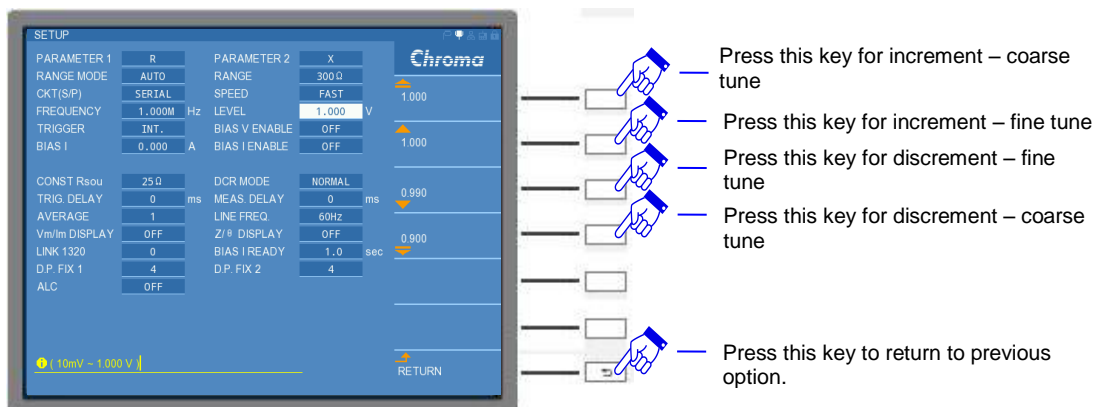 SETUP
Chroma
PARAMETER 1 R PARAMETER 2 X
RANGE MODE AUTO RANGE 300 Ω
CKT(S/P) SERIAL SPEED FAST
FREQUENCY 1.000M Hz LEVEL 1.000 V
TRIGGER INT. BIAS V ENABLE OFF
BIAS I 0.000 A BIAS I ENABLE OFF
CONST Rsou 25 Ω DCR MODE NORMAL
TRIG. DELAY 0 ms MEAS. DELAY 0 ms
AVERAGE 1 LINE FREQ. 60Hz
Vm/Im DISPLAY OFF Z/θ DISPLAY OFF
LINK 1320 0 BIAS I READY 1.0 sec
D.P. FIX 1 4 D.P. FIX 2 4
ALC OFF
( 10mV ~ 1.000 V )
1.000
1.000
0.990
0.900
RETURN
Press this key for increment – coarse
tune
Press this key for increment – fine tune
Press this key for discrement – fine
tune
Press this key for discrement – coarse
tune
Press this key to return to previous
option.